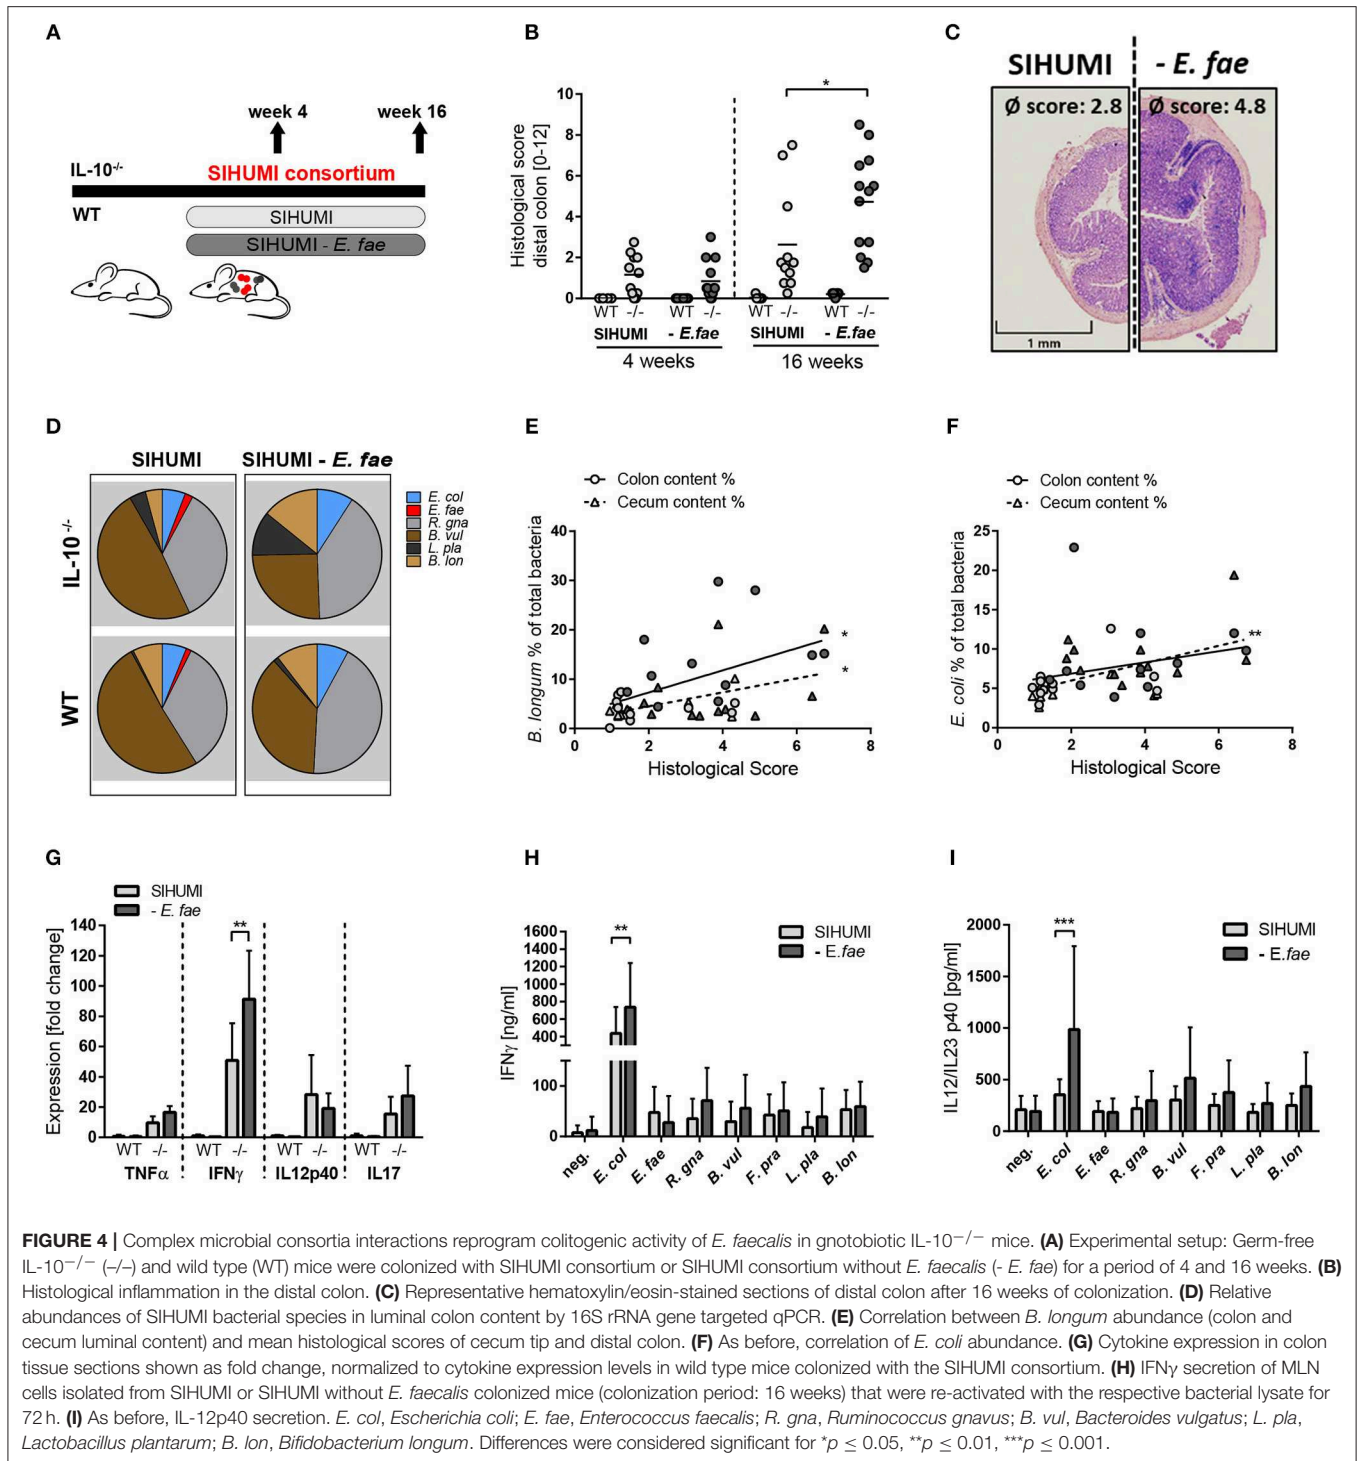 A
week 4
week 16
IL-10-/-
SIHUMI consortium
WT
SIHUMI
SIHUMI - E. fae
B
Histological score
distal colon [0-12]
10
8
6
4
2
0
*
WT -/- WT -/- WT -/- WT -/-
SIHUMI - E.fae SIHUMI - E.fae
4 weeks 16 weeks
C
SIHUMI - E. fae
Ø score: 2.8 Ø score: 4.8
1 mm
D
SIHUMI SIHUMI - E. fae
IL-10 -/-
WT
E. col
E. fae
R. gna
B. vul
L. pla
B. lon
E
Colon content %
Cecum content %
B. longum % of total bacteria
40
30
20
10
0
*
*
0 2 4 6 8
Histological Score
F
Colon content %
Cecum content %
E. coli % of total bacteria
25
20
15
10
5
0
**
0 2 4 6 8
Histological Score
G
SIHUMI
- E. fae
Expression [fold change]
140
120
100
80
60
40
20
0
**
WT -/- WT -/- WT -/- WT -/-
TNFα IFNγ IL12p40 IL17
H
SIHUMI
- E.fae
IFNγ [ng/ml]
1600
1400
1200
1000
800
600
400
100
0
**
neg. E. col E. fae R. gna B. vul F. pra L. pla B. lon
I
SIHUMI
- E.fae
IL12/IL23 p40 [pg/ml]
2000
1500
1000
500
0
***
neg. E. col E. fae R. gna B. vul F. pra L. pla B. lon
FIGURE 4 | Complex microbial consortia interactions reprogram colitogenic activity of E. faecalis in gnotobiotic IL-10−/− mice. (A) Experimental setup: Germ-free
IL-10−/− (–/–) and wild type (WT) mice were colonized with SIHUMI consortium or SIHUMI consortium without E. faecalis (- E. fae) for a period of 4 and 16 weeks. (B)
Histological inflammation in the distal colon. (C) Representative hematoxylin/eosin-stained sections of distal colon after 16 weeks of colonization. (D) Relative
abundances of SIHUMI bacterial species in luminal colon content by 16S rRNA gene targeted qPCR. (E) Correlation between B. longum abundance (colon and
cecum luminal content) and mean histological scores of cecum tip and distal colon. (F) As before, correlation of E. coli abundance. (G) Cytokine expression in colon
tissue sections shown as fold change, normalized to cytokine expression levels in wild type mice colonized with the SIHUMI consortium. (H) IFNγ secretion of MLN
cells isolated from SIHUMI or SIHUMI without E. faecalis colonized mice (colonization period: 16 weeks) that were re-activated with the respective bacterial lysate for
72 h. (I) As before, IL-12p40 secretion. E. col, Escherichia coli; E. fae, Enterococcus faecalis; R. gna, Ruminococcus gnavus; B. vul, Bacteroides vulgatus; L. pla,
Lactobacillus plantarum; B. lon, Bifidobacterium longum. Differences were considered significant for *p ≤ 0.05, **p ≤ 0.01, ***p ≤ 0.001.